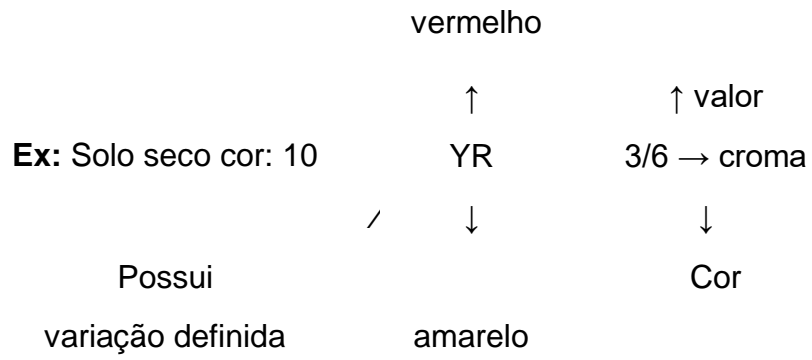 vermelho
↑ ↑ valor
Ex: Solo seco cor: 10 YR 3/6 → croma
↓ ↓
Possui Cor
variação definida amarelo